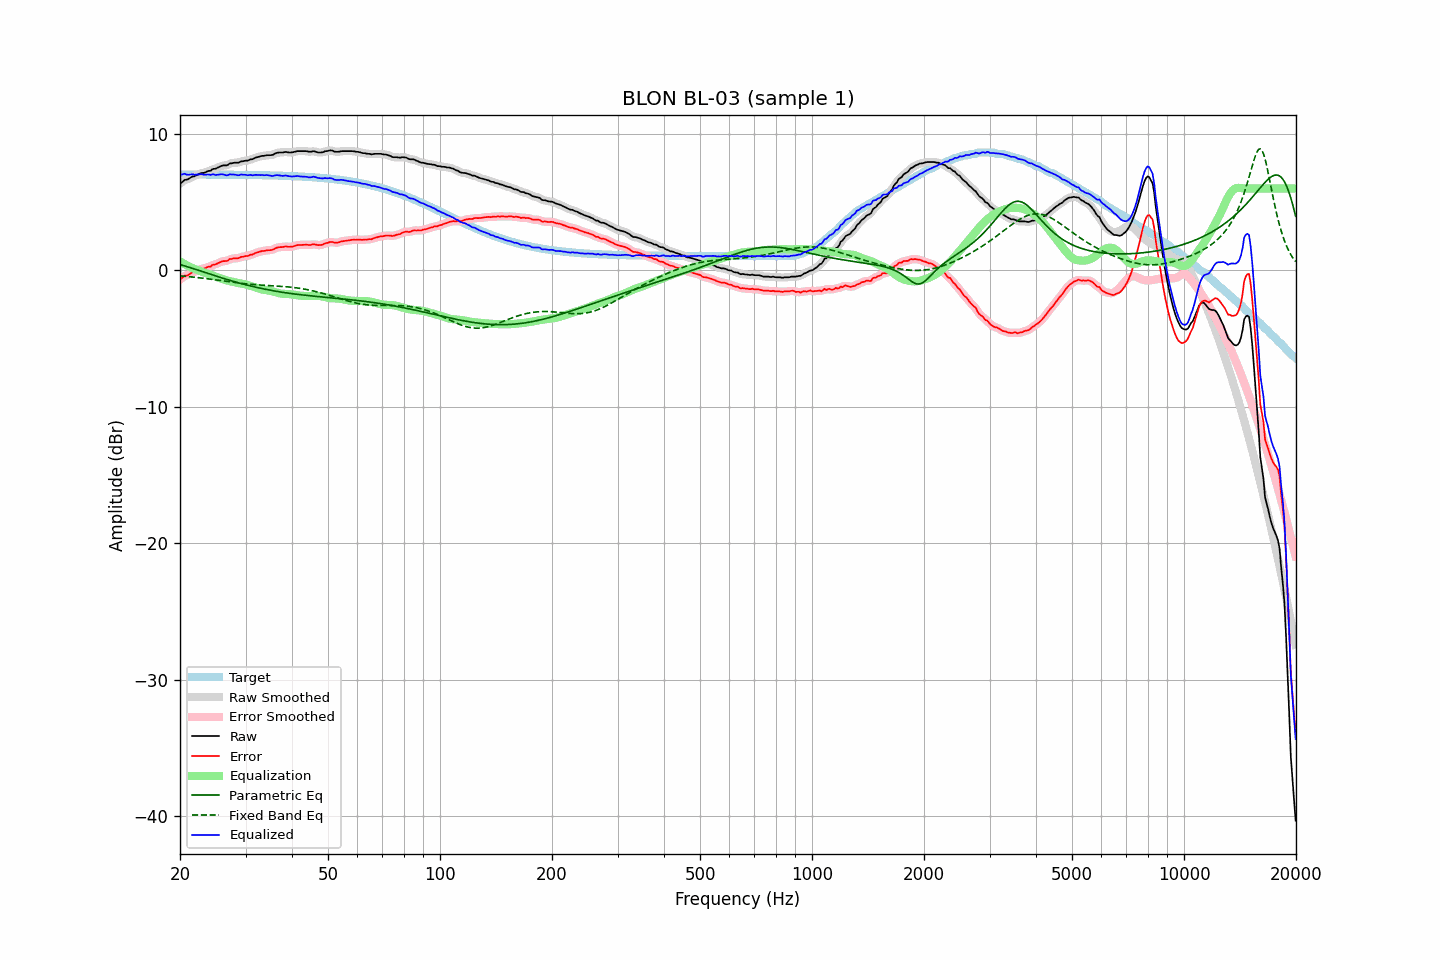 BLON BL-03 (sample 1)
10
0
−10
−20
−30
−40
Amplitude (dBr)
Target
Raw Smoothed
Error Smoothed
Raw
Error
Equalization
Parametric Eq
Fixed Band Eq
Equalized
20 50 100 200 500 1000 2000 5000 10000 20000
Frequency (Hz)